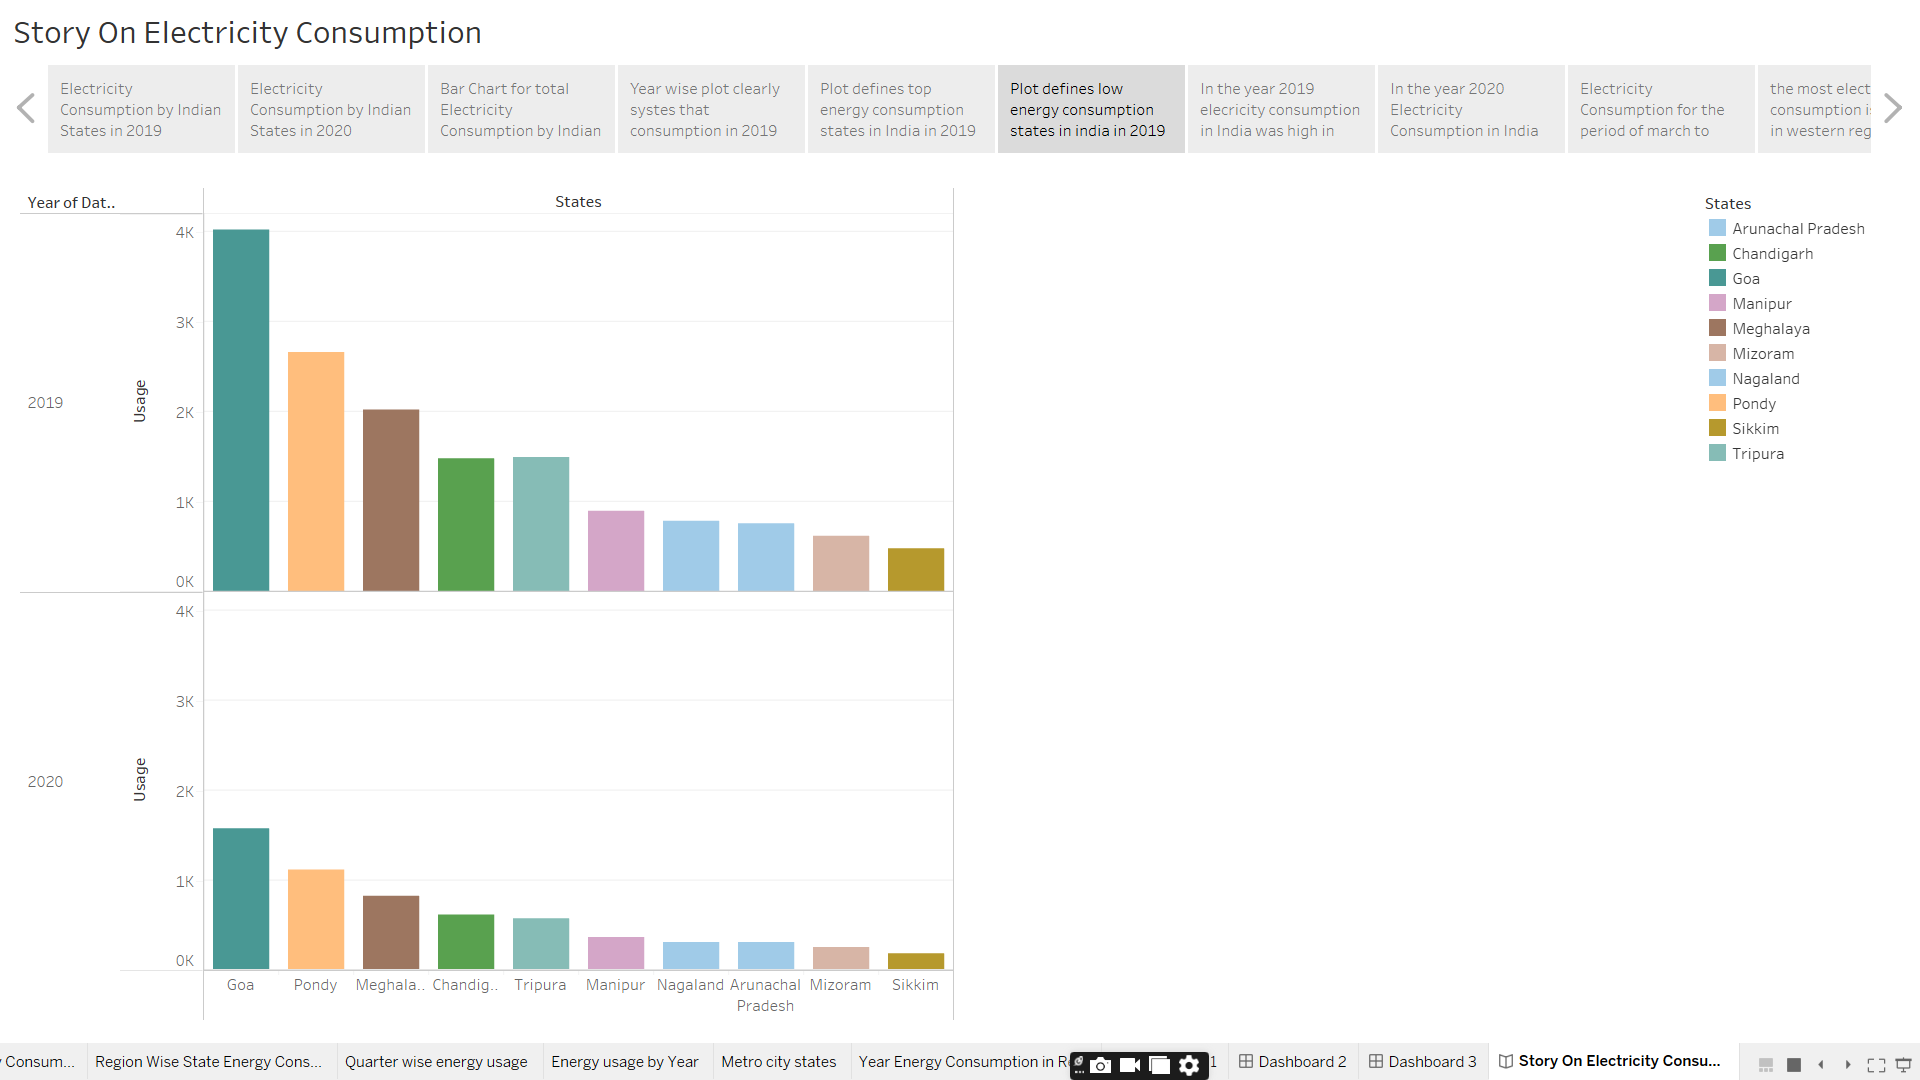 Story On Electricity Consumption
Electricity
Consumption by Indian
States in 2019
Electricity
Consumption by Indian
States in 2020
Bar Chart for total
Electricity
Consumption by Indian
Year wise plot clearly
systes that
consumption in 2019
Plot defines top
energy consumption
states in India in 2019
Plot defines low
energy consumption
states in india in 2019
In the year 2019
elecricity consumption
in India was high in
In the year 2020
Electricity
Consumption in India
Electricity
Consumption for the
period of march to
the most elect
consumption i
in western reg
Year of Dat..
States
4K
3K
2K
1K
0K
Usage
2019
4K
3K
2K
1K
0K
Usage
2020
Goa
Pondy
Meghala..
Chandig..
Tripura
Manipur
Nagaland
Arunachal
Pradesh
Mizoram
Sikkim
States
Arunachal Pradesh
Chandigarh
Goa
Manipur
Meghalaya
Mizoram
Nagaland
Pondy
Sikkim
Tripura
Consum...
Region Wise State Energy Cons...
Quarter wise energy usage
Energy usage by Year
Metro city states
Year Energy Consumption in R
1
Dashboard 2
Dashboard 3
Story On Electricity Consu...